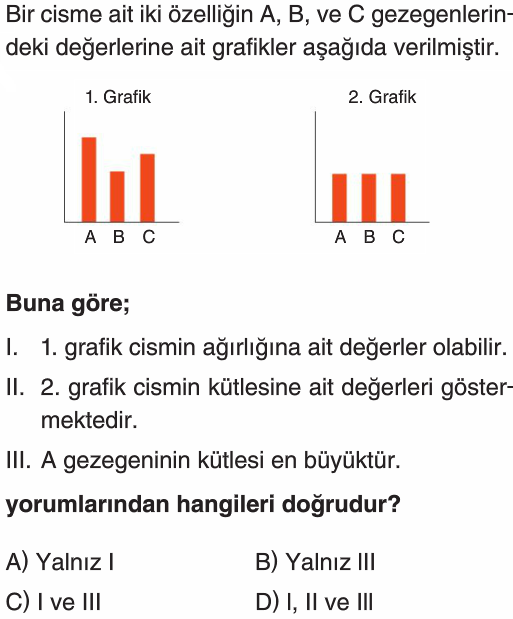 Bir cisme ait iki özelliğin A, B, ve C gezegenlerin-
deki değerlerine ait grafikler aşağıda verilmiştir.
1. Grafik 2. Grafik
A B C A B C
Buna göre;
I. 1. grafik cismin ağırlığına ait değerler olabilir.
II. 2. grafik cismin kütlesine ait değerleri göster-
mektedir.
III. A gezegeninin kütlesi en büyüktür.
yorumlarından hangileri doğrudur?
A) Yalnız I B) Yalnız III
C) I ve III D) I, II ve III